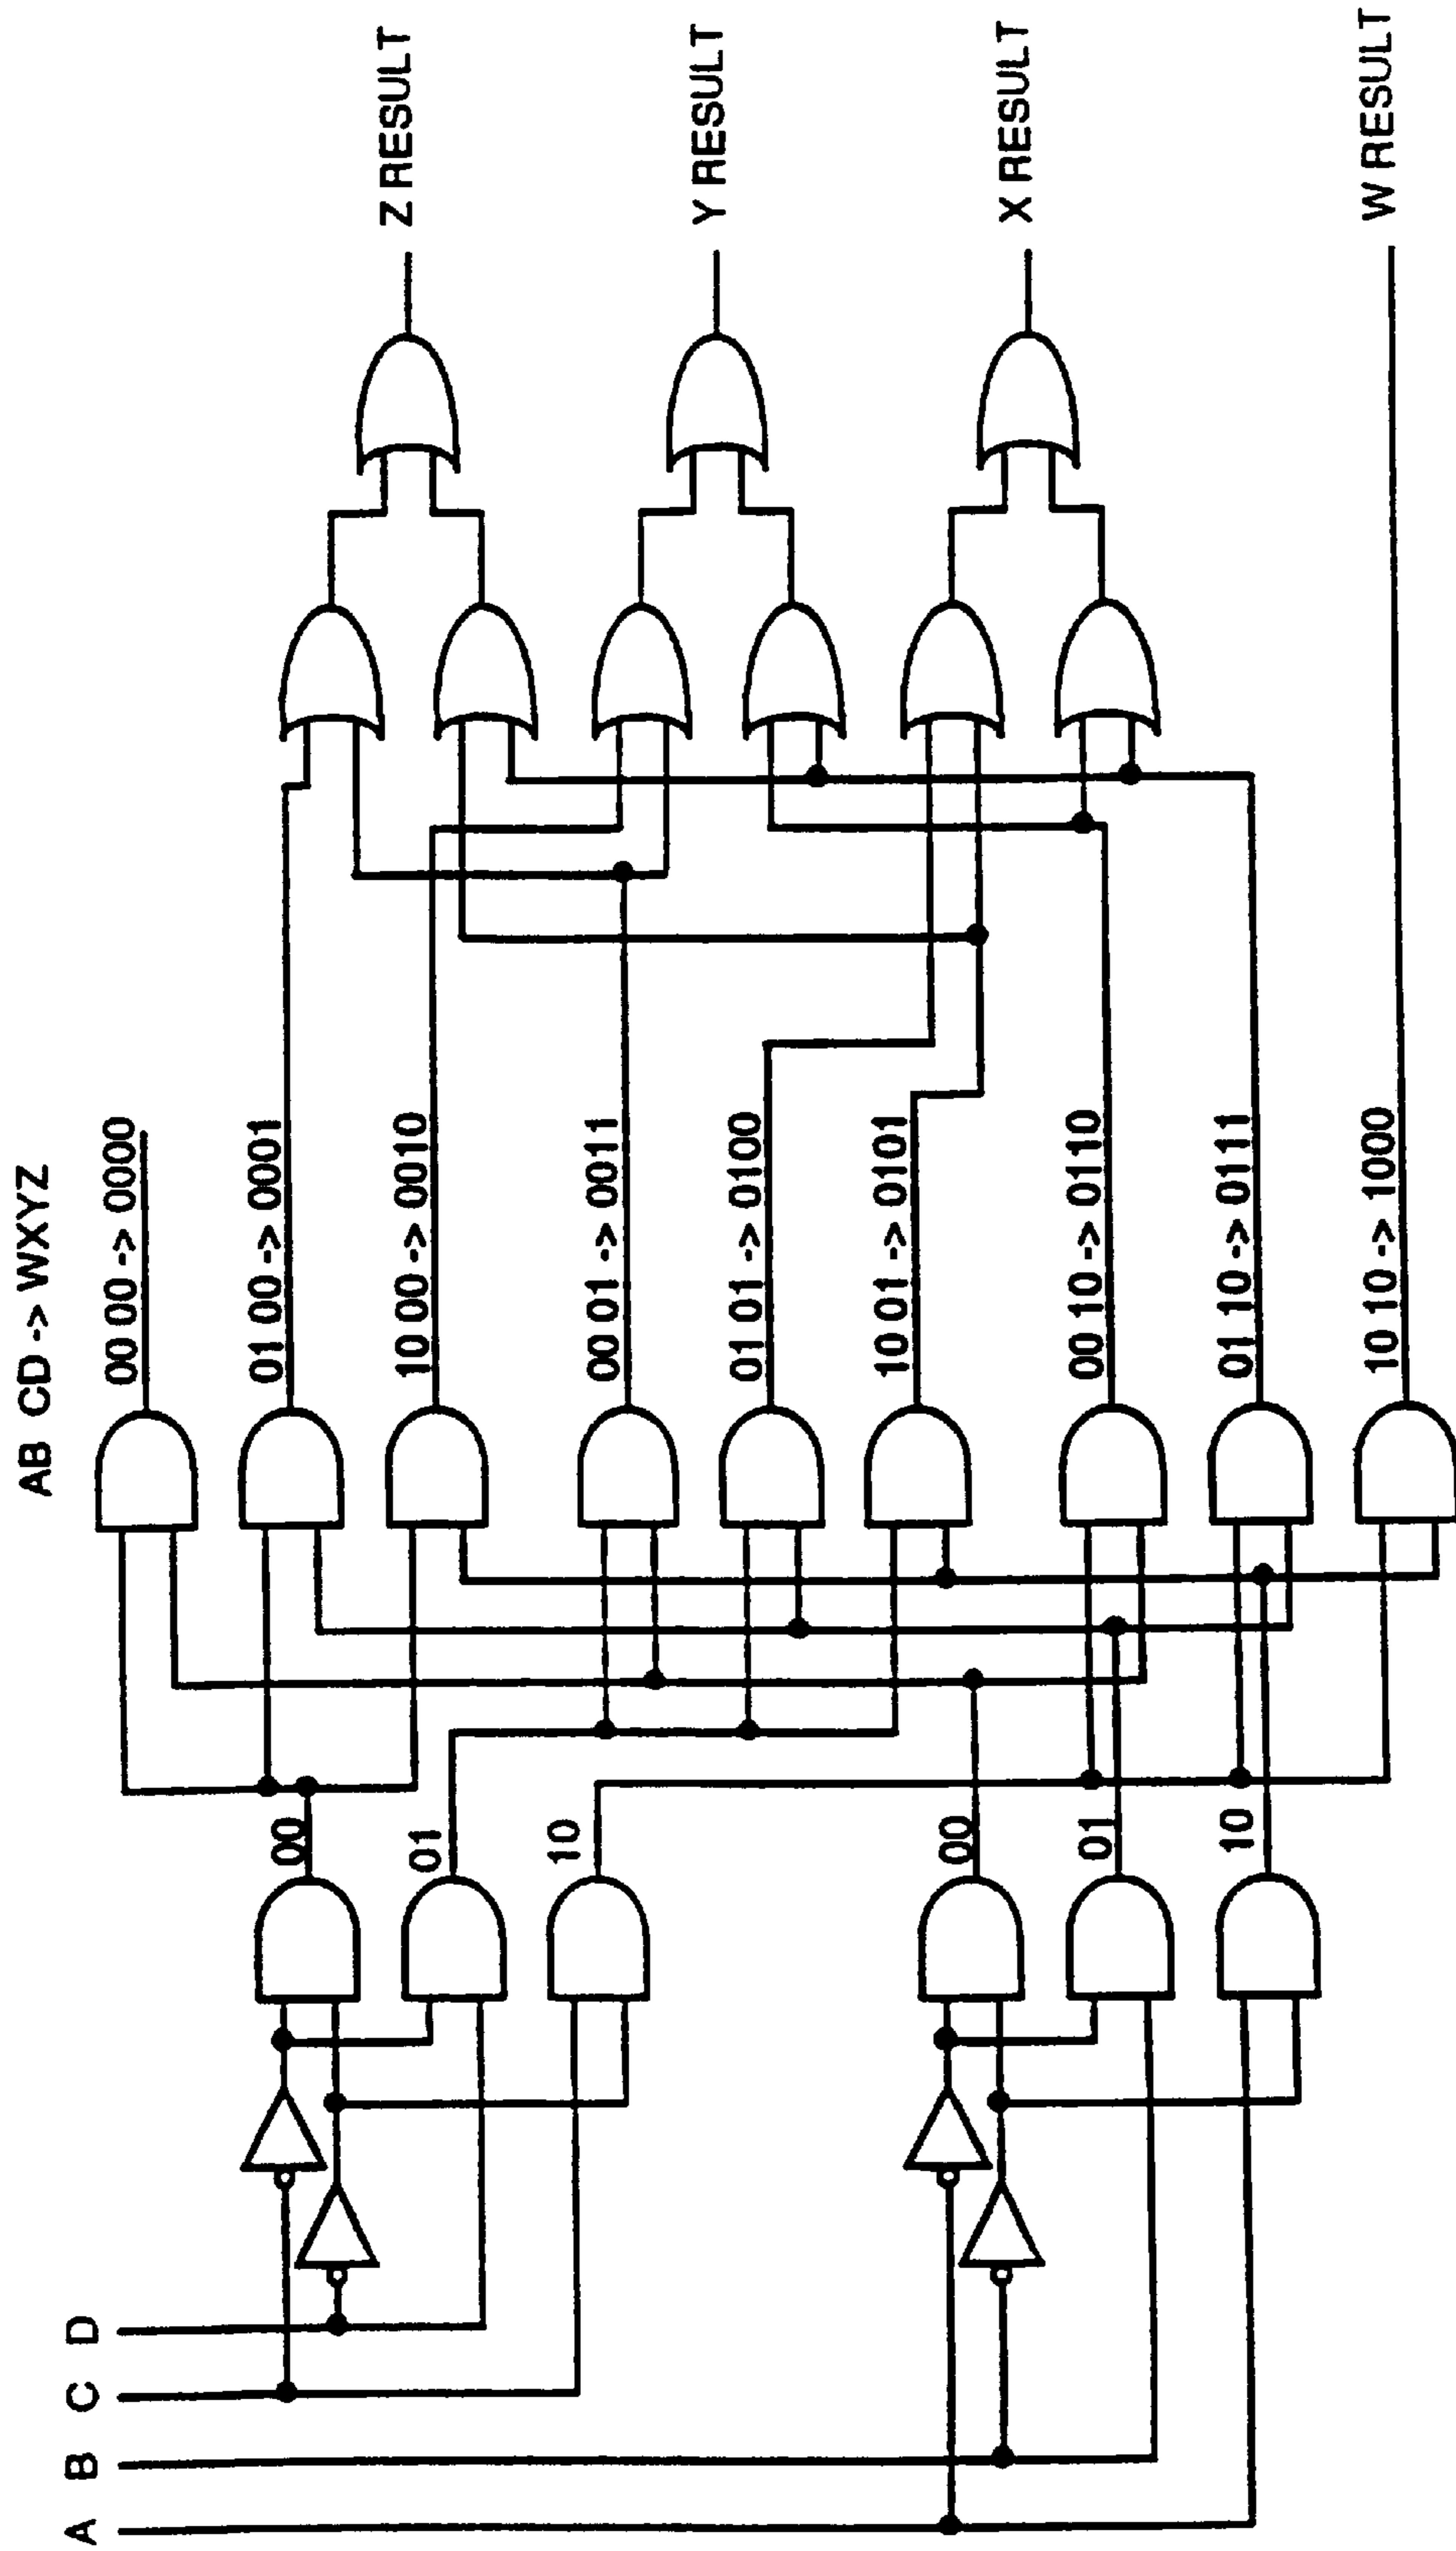 AB CD -> WXYZ
A
B
C
D
00
01
10
00
01
10
00 00 -> 0000
01 00 -> 0001
10 00 -> 0010
00 01 -> 0011
01 01 -> 0100
10 01 -> 0101
00 10 -> 0110
01 10 -> 0111
10 10 -> 1000
Z RESULT
Y RESULT
X RESULT
W RESULT